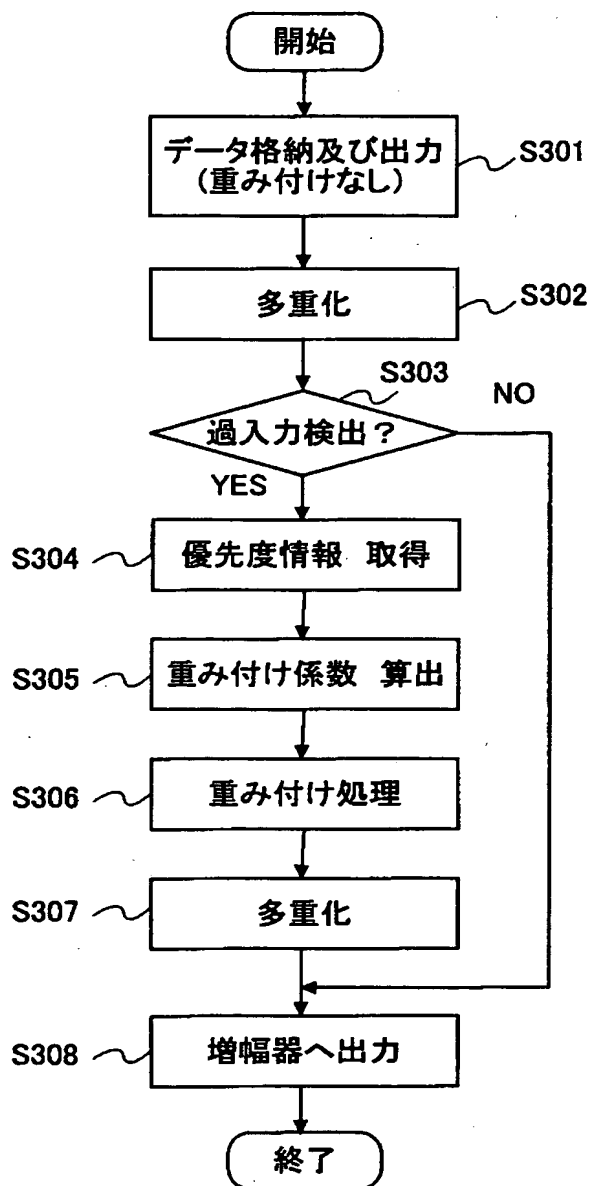 開始
データ格納及び出力
(重み付けなし)
S301
多重化
S302
S303
過入力検出?
NO
YES
S304
優先度情報 取得
S305
重み付け係数 算出
S306
重み付け処理
S307
多重化
S308
増幅器へ出力
終了